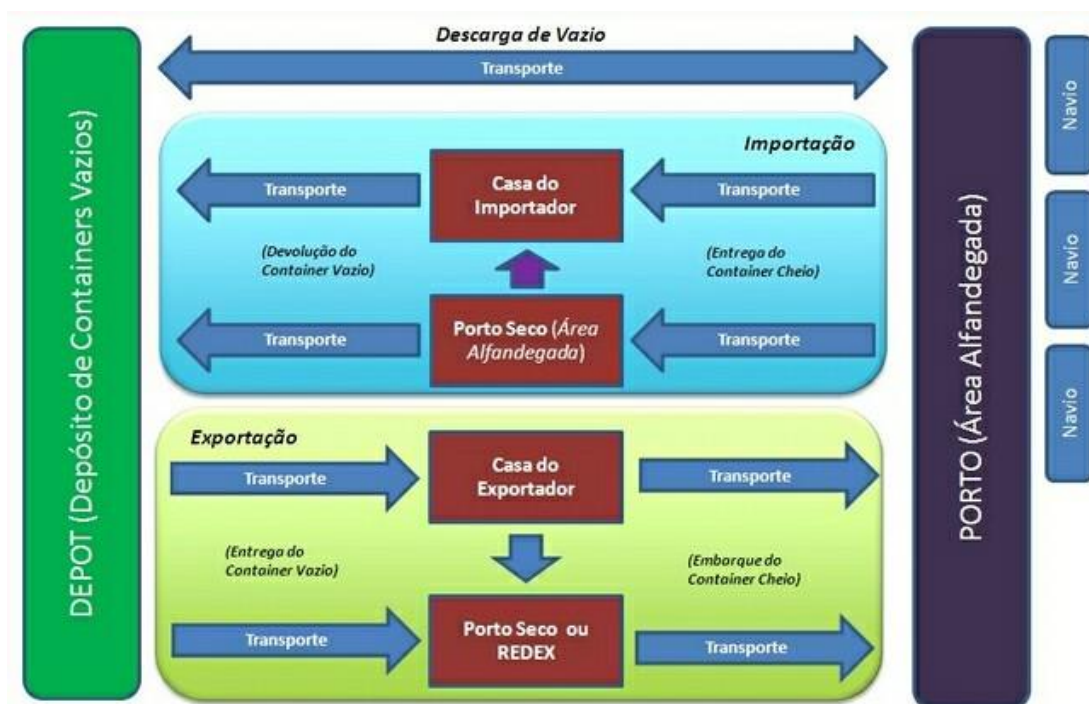 DEPOT (Depósito de Containers Vazios)
Descarga de Vazio
Transporte
Importação
Transporte
Casa do
Importador
Transporte
(Devolução do
Container Vazio)
(Entrega do
Container Cheio)
Transporte
Porto Seco (Área
Alfandegada)
Transporte
Exportação
Transporte
Casa do
Exportador
Transporte
(Entrega do
Container Vazio)
(Embarque do
Container Cheio)
Transporte
Porto Seco ou
REDEX
Transporte
PORTO (Área Alfandegada)
Navio
Navio
Navio